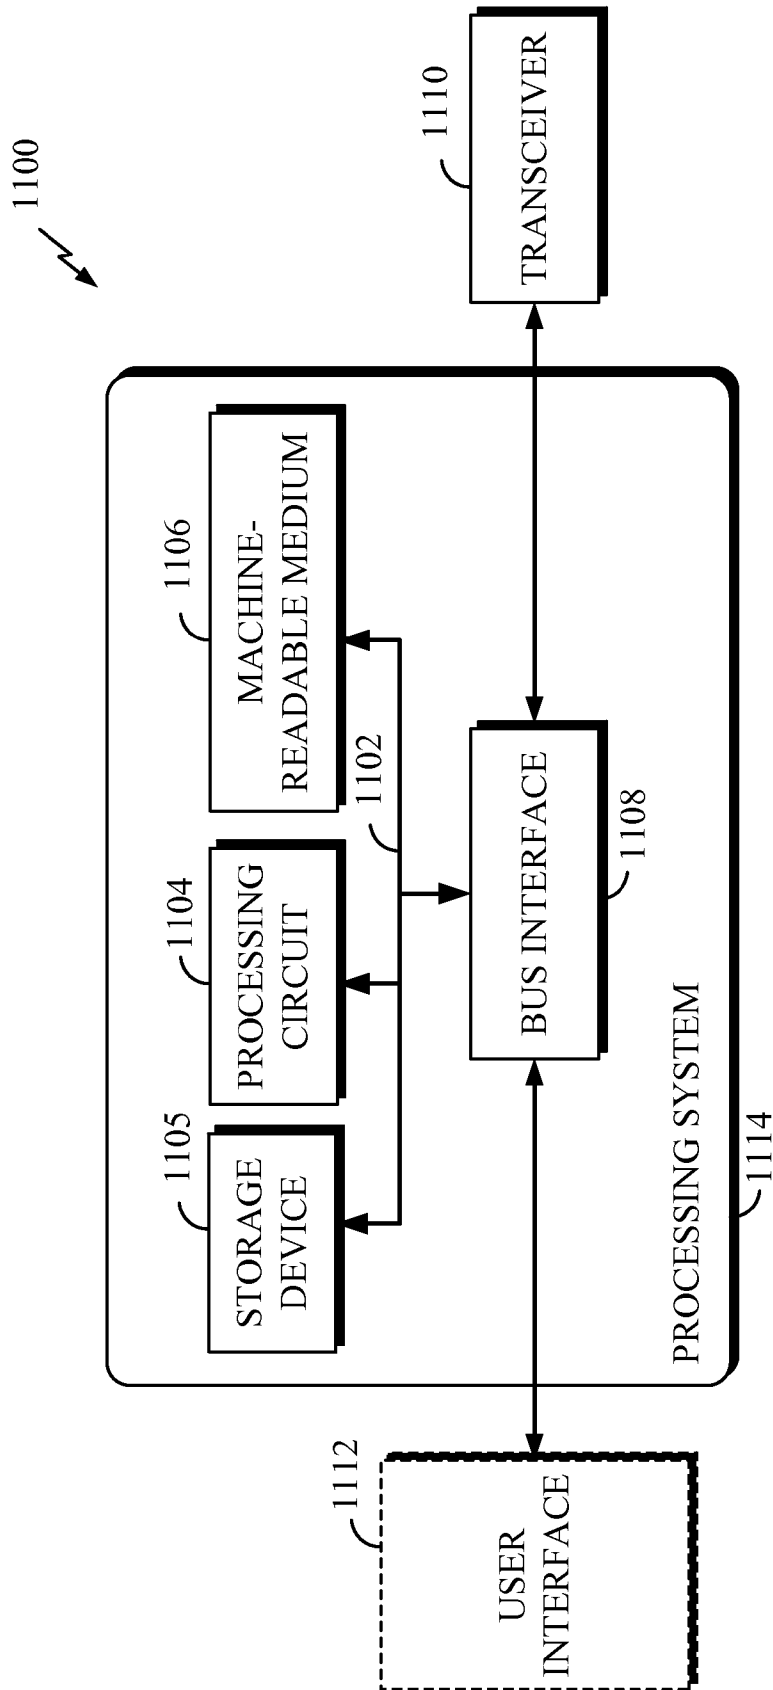 1100
1106
MACHINE-
READABLE MEDIUM
1104
PROCESSING
CIRCUIT
1105
STORAGE
DEVICE
1102
1110
TRANSCEIVER
BUS INTERFACE
1108
1112
USER
INTERFACE
PROCESSING SYSTEM
1114